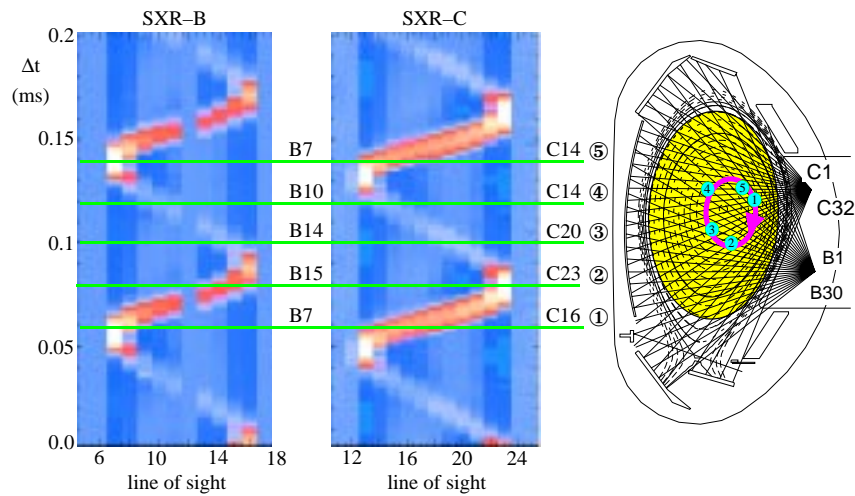 SXR–B
SXR–C
0.2
Δt
(ms)
0.15
0.1
0.05
0.0
B7
B10
B14
B15
B7
C14 ⑤
C14 ④
C20 ③
C23 ②
C16 ①
6 10 14 18
line of sight
12 16 20 24
line of sight
C1
C32
B1
B30
4
5
1
3
2